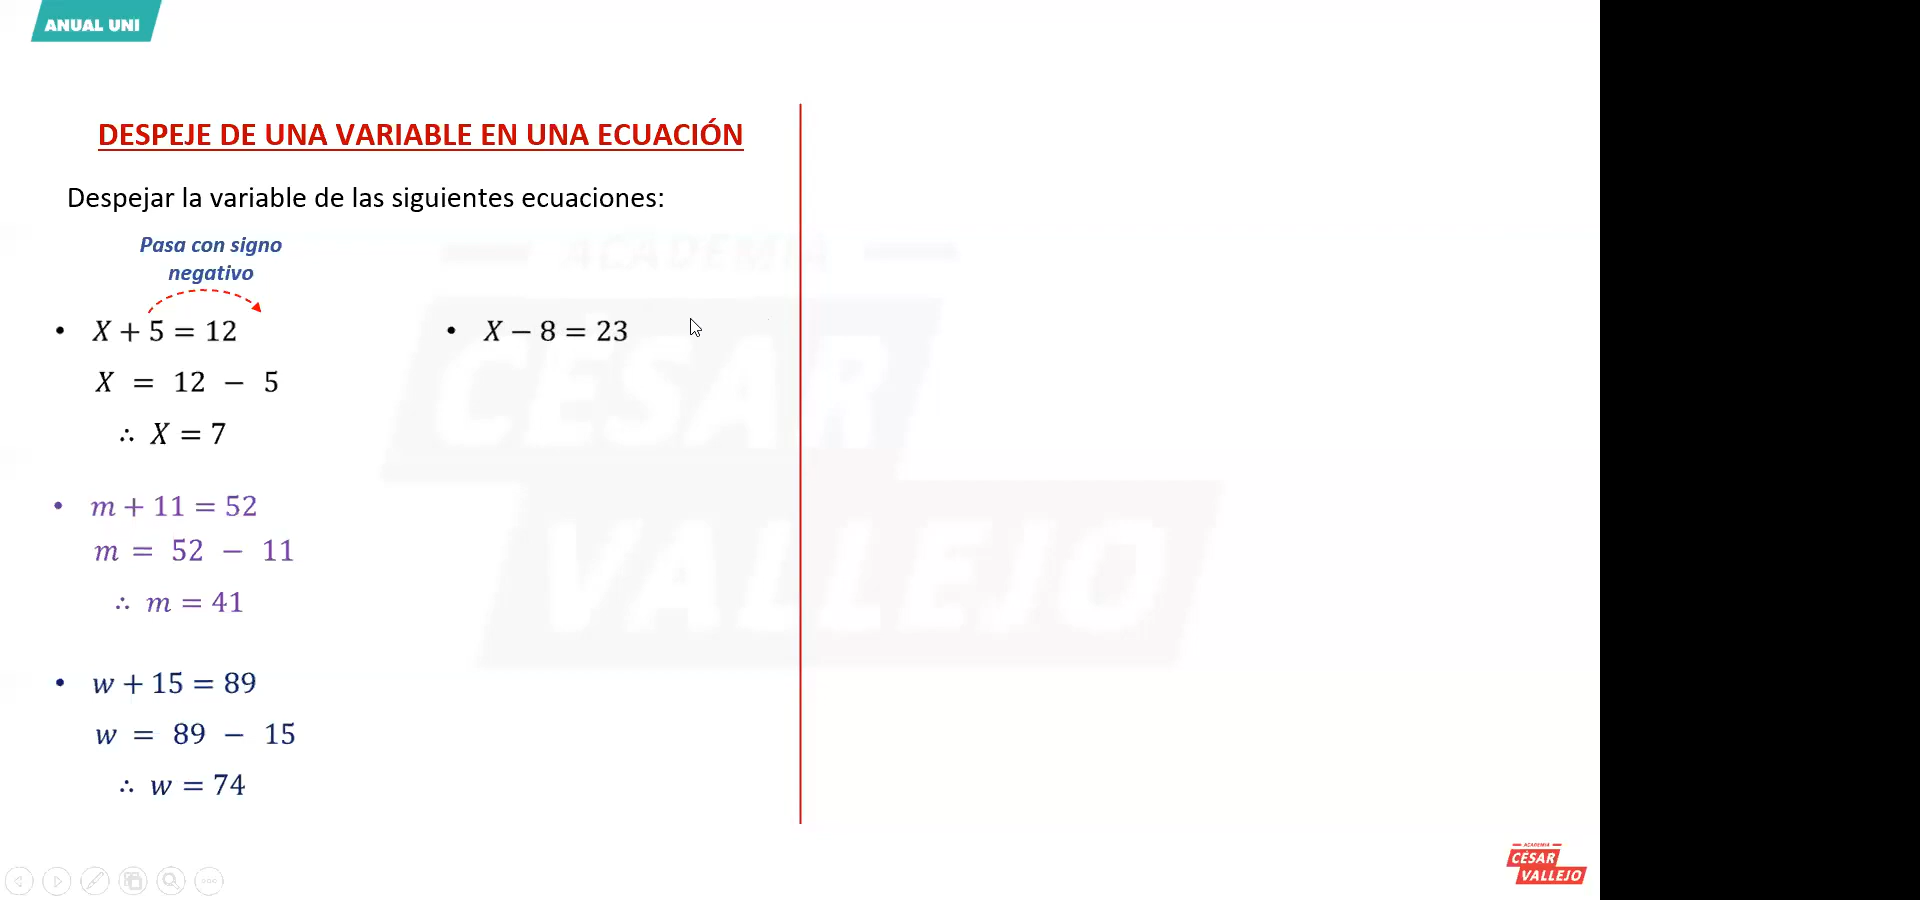 ANUAL UNI
DESPEJE DE UNA VARIABLE EN UNA ECUACIÓN
Despejar la variable de las siguientes ecuaciones:
Pasa con signo
negativo
• X + 5 = 12
X = 12 − 5
∴ X = 7
• m + 11 = 52
m = 52 − 11
∴ m = 41
• w + 15 = 89
w = 89 − 15
∴ w = 74
• X − 8 = 23
ACADEMIA
CÉSAR
VALLEJO
ACADEMIA
CÉSAR
VALLEJO